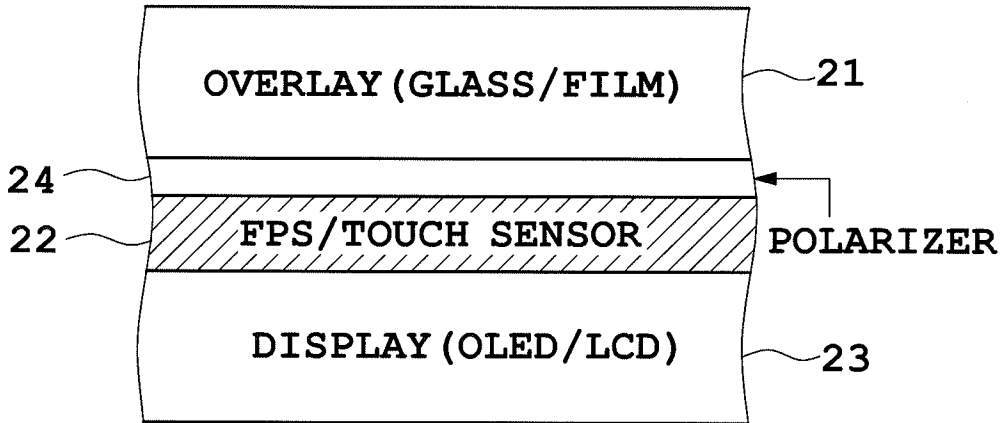 OVERLAY(GLASS/FILM)
21
24
22
FPS/TOUCH SENSOR
POLARIZER
DISPLAY(OLED/LCD)
23